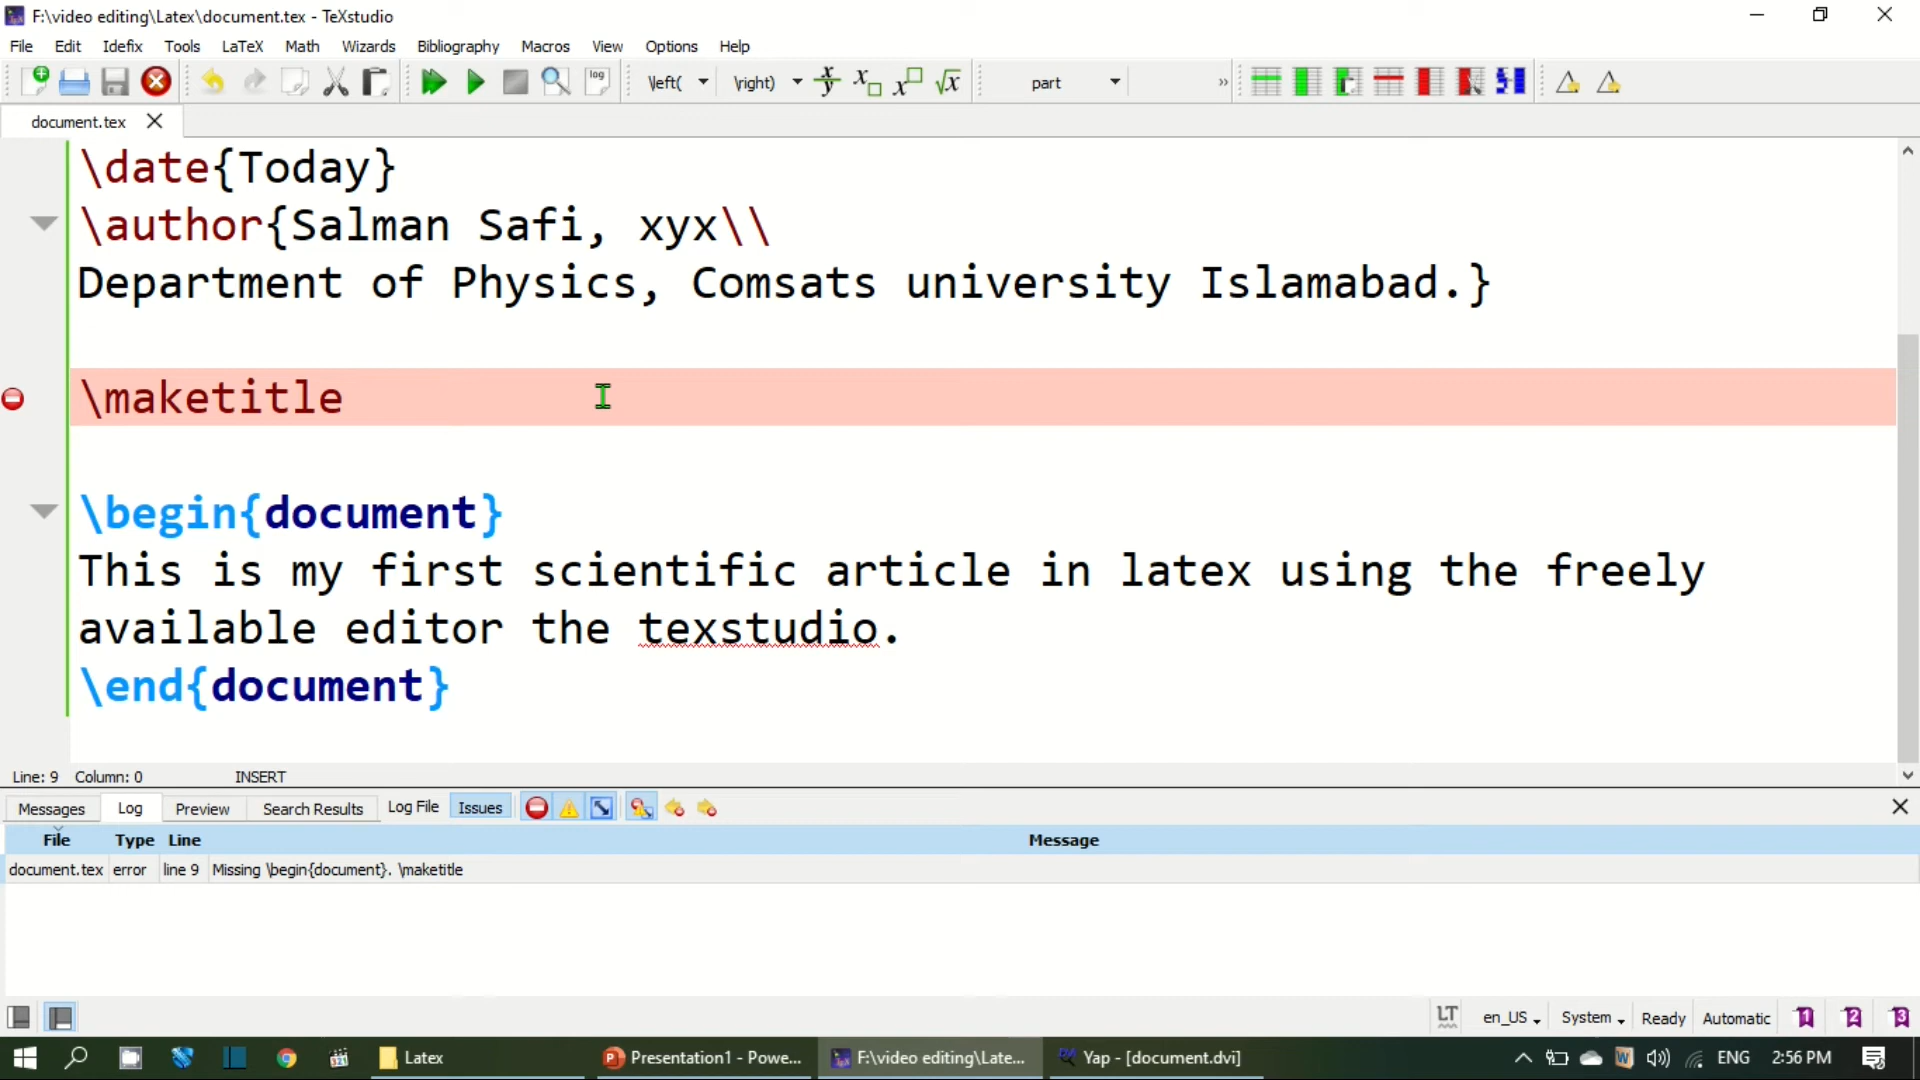 F:\video editing\Latex\document.tex - TeXstudio
File Edit Idefix Tools LaTeX Math Wizards Bibliography Macros View Options Help
log \left( \right) x y x x √x part »
document.tex
\date{Today}
\author{Salman Safi, xyx\\
Department of Physics, Comsats university Islamabad.}
\maketitle
\begin{document}
This is my first scientific article in latex using the freely
available editor the texstudio.
\end{document}
Line: 9 Column: 0 INSERT
Messages Log Preview Search Results Log File Issues
File Type Line Message
document.tex error line 9 Missing \begin{document}. \maketitle
LT en_US System Ready Automatic 1 2 3
Latex Presentation1 - Powe... F:\video editing\Late... Yap - [document.dvi] ENG 2:56 PM